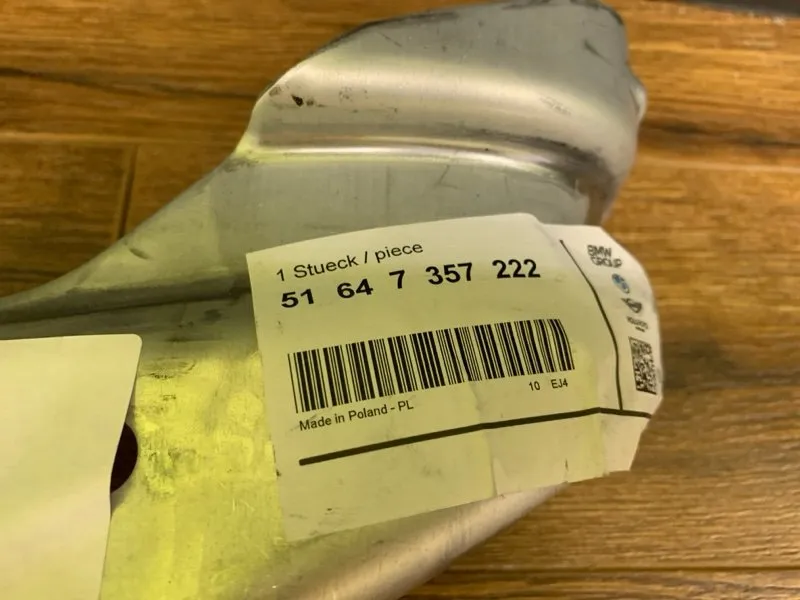 1 Stueck / piece
51 64 7 357 222
Made in Poland - PL
10 EJ4
BMW
GROUP